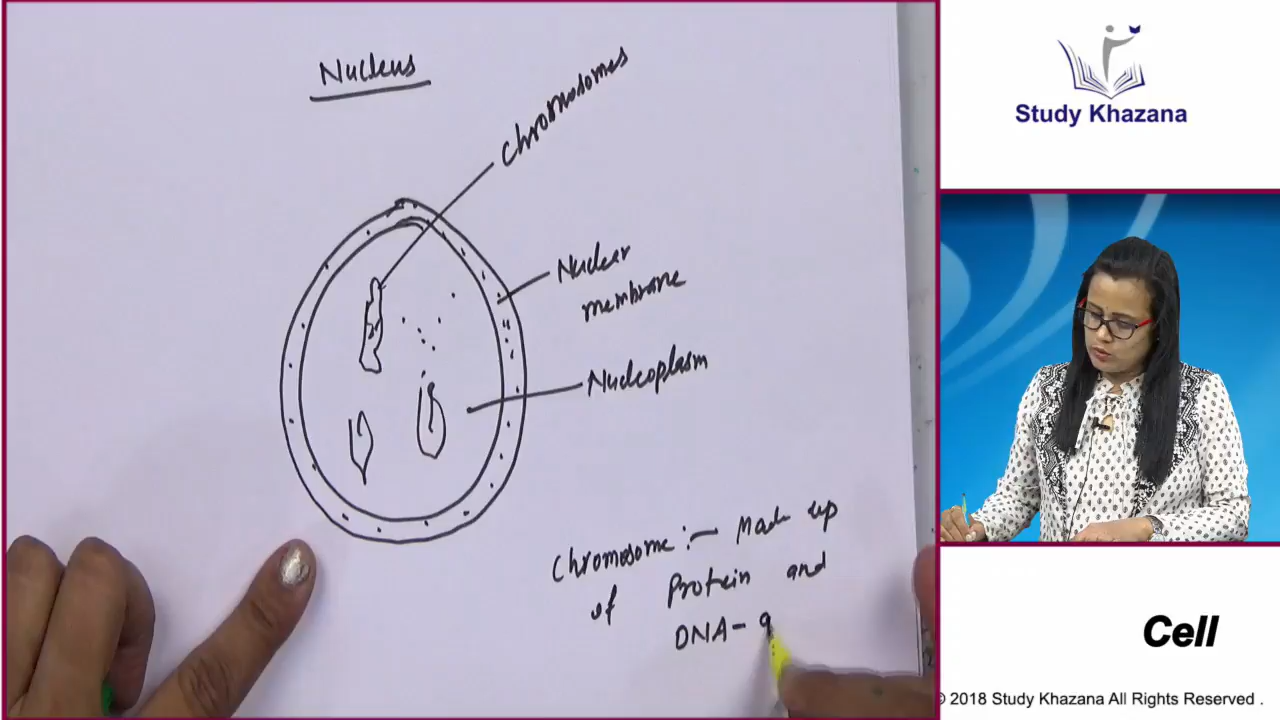 Nucleus
Chromosomes
Nuclear
membrane
Nucleoplasm
Chromosome :- Made up
of Protein and
DNA-
Study Khazana
Cell
© 2018 Study Khazana All Rights Reserved .